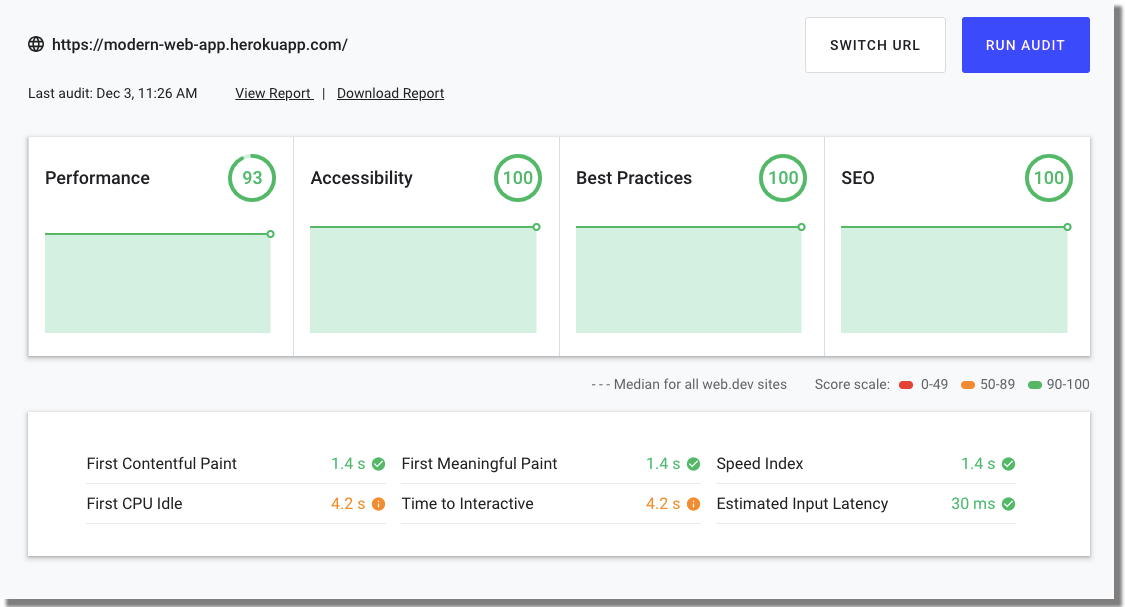 https://modern-web-app.herokuapp.com/
SWITCH URL
RUN AUDIT
Last audit: Dec 3, 11:26 AM View Report | Download Report
Performance 93
Accessibility 100
Best Practices 100
SEO 100
--- Median for all web.dev sites Score scale: 0-49 50-89 90-100
First Contentful Paint 1.4 s
First Meaningful Paint 1.4 s
Speed Index 1.4 s
First CPU Idle 4.2 s
Time to Interactive 4.2 s
Estimated Input Latency 30 ms